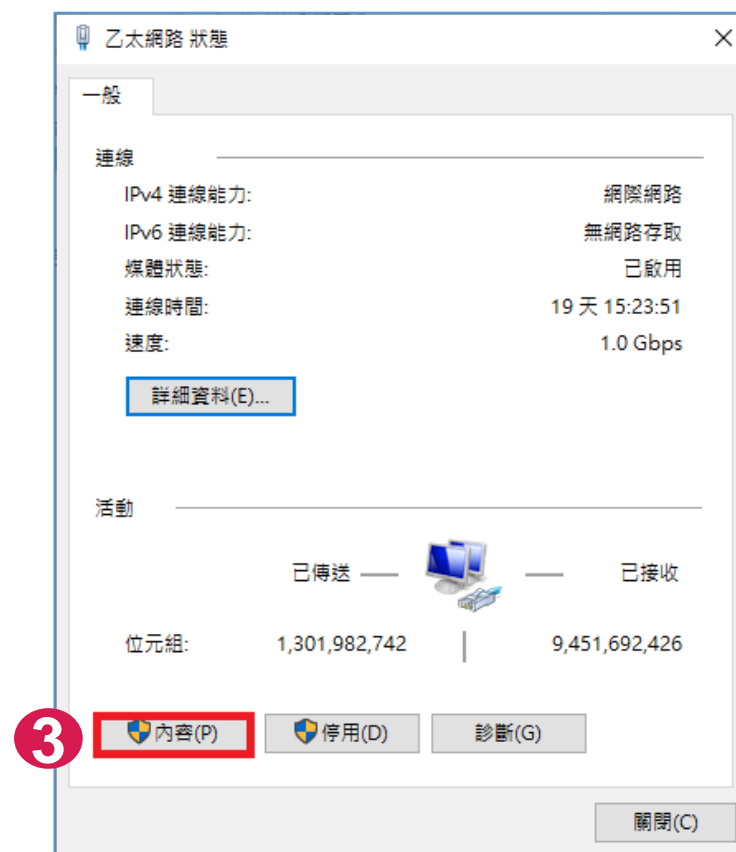 乙太網路 狀態
一般
連線
IPv4 連線能力: 網際網路
IPv6 連線能力: 無網路存取
媒體狀態: 已啟用
連線時間: 19 天 15:23:51
速度: 1.0 Gbps
詳細資料(E)...
活動
已傳送 已接收
位元組: 1,301,982,742 9,451,692,426
3 內容(P) 停用(D) 診斷(G)
關閉(C)